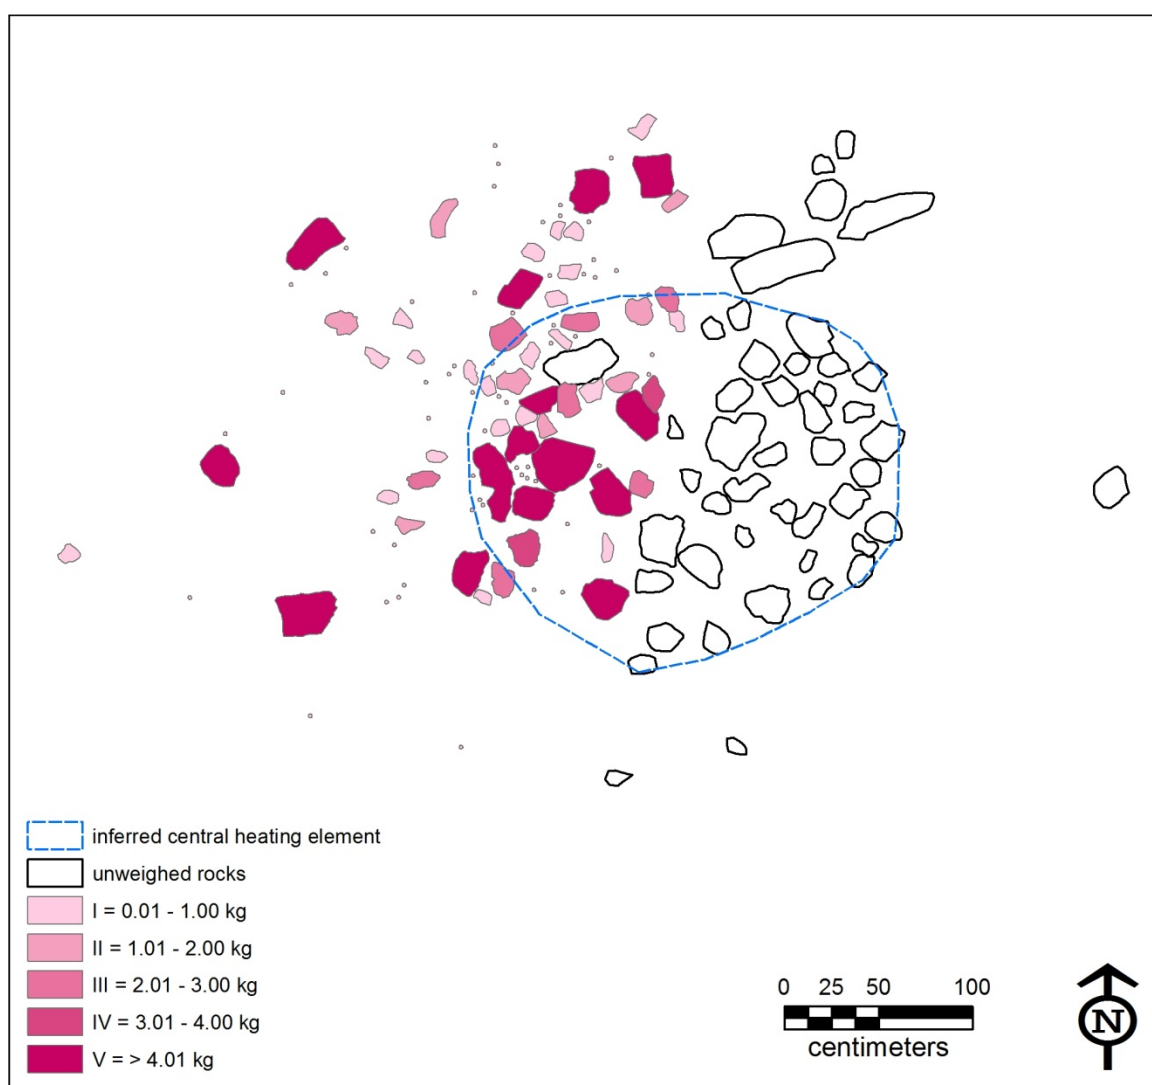 inferred central heating element
unweighed rocks
I = 0.01 - 1.00 kg
II = 1.01 - 2.00 kg
III = 2.01 - 3.00 kg
IV = 3.01 - 4.00 kg
V = > 4.01 kg
0 25 50 100
centimeters
N